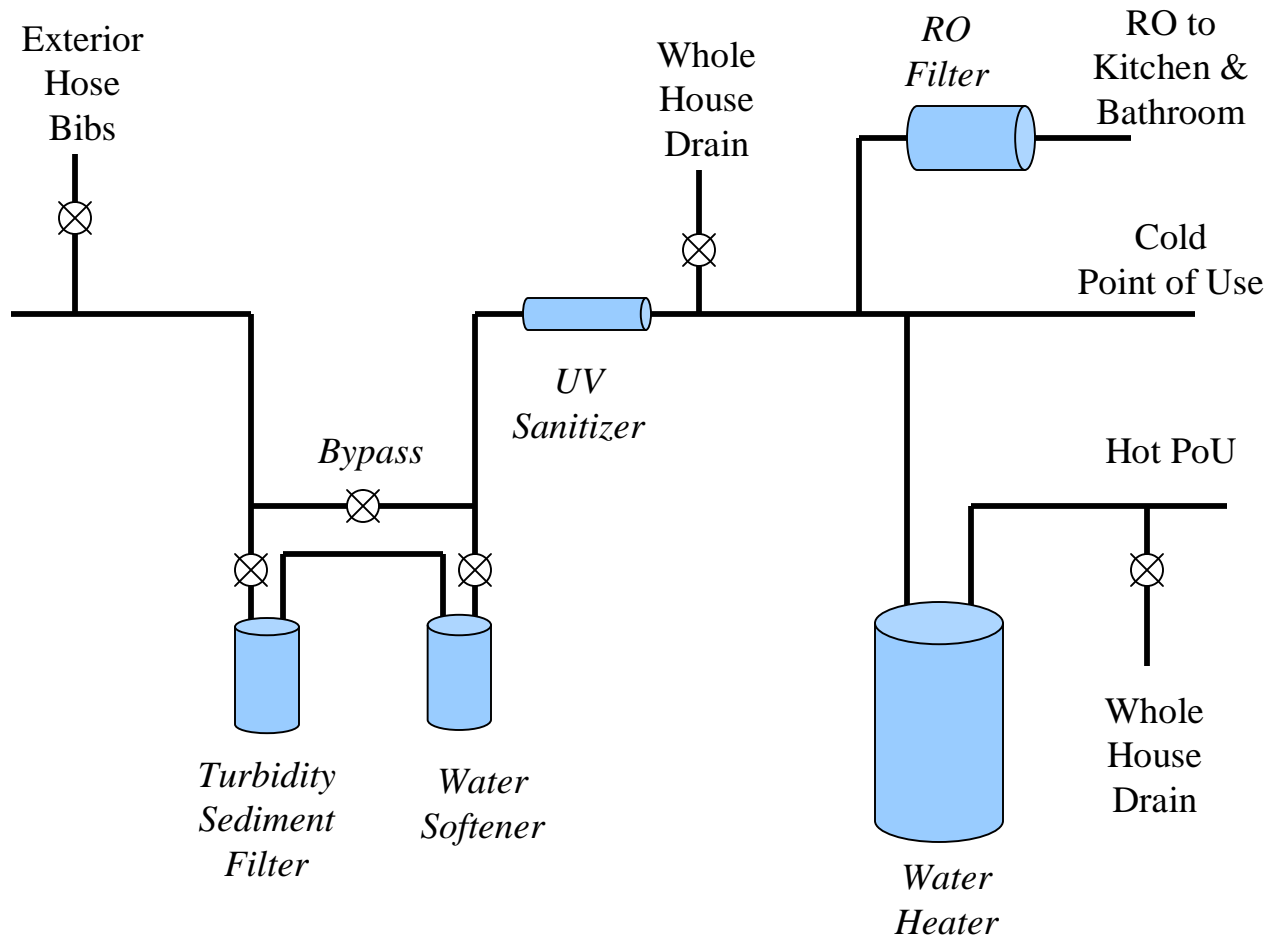 Exterior
Hose
Bibs
Whole
House
Drain
RO
Filter
RO to
Kitchen &
Bathroom
Cold
Point of Use
UV
Sanitizer
Bypass
Hot PoU
Turbidity
Sediment
Filter
Water
Softener
Whole
House
Drain
Water
Heater